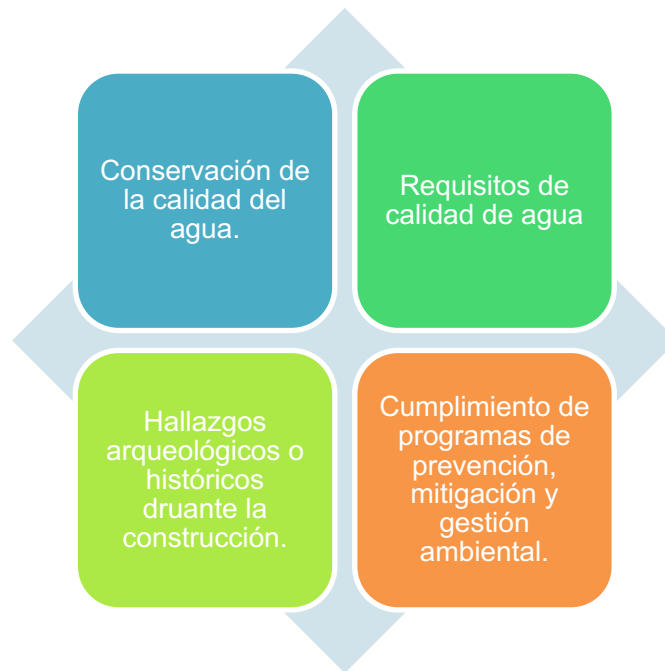 Conservación de
la calidad del
agua.
Requisitos de
calidad de agua
Hallazgos
arqueológicos o
históricos
druante la
construcción.
Cumplimiento de
programas de
prevención,
mitigación y
gestión
ambiental.